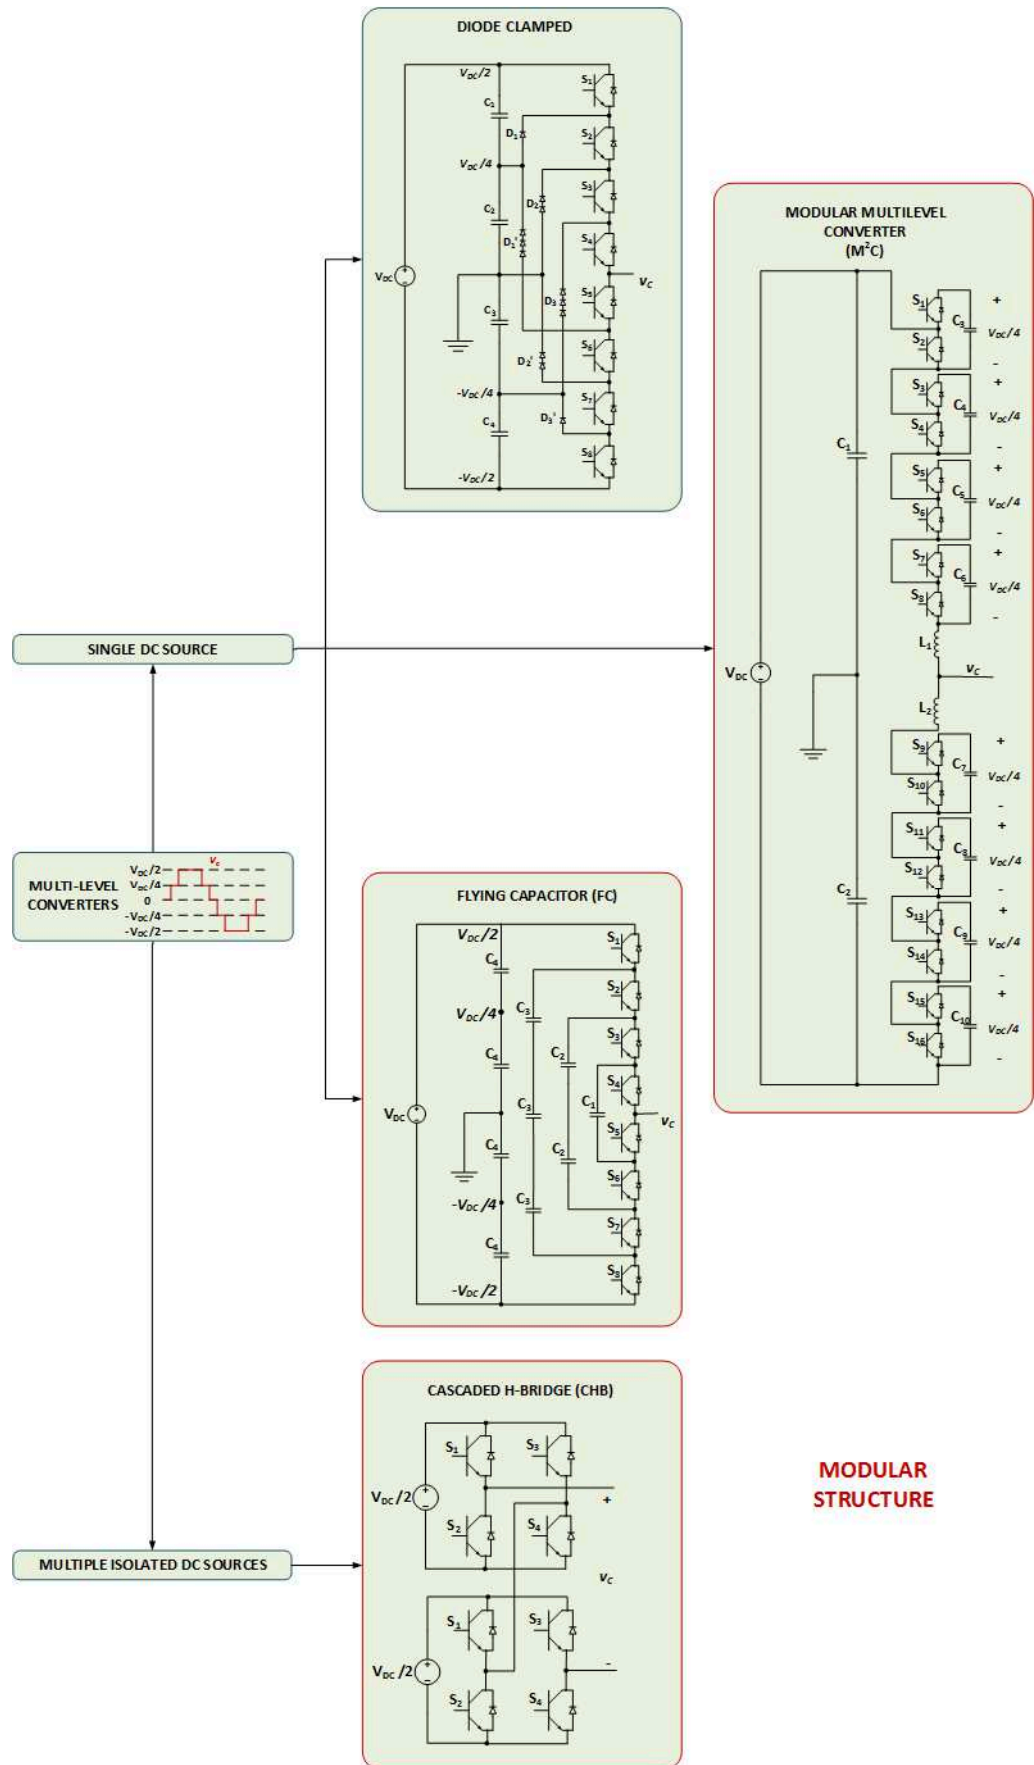 DIODE CLAMPED
V_DC/2
S₁
C₁
D₁
S₂
V_DC/4
S₃
C₂
D₂
D₁'
S₄
V_DC
v_C
D₃
S₅
C₃
S₆
D₂'
-V_DC/4
S₇
C₄
D₃'
S₈
-V_DC/2
MODULAR MULTILEVEL
CONVERTER
(M²C)
S₁
+
C₃
V_DC/4
S₂
-
S₃
+
C₄
V_DC/4
S₄
-
C₁
S₅
+
C₅
V_DC/4
S₆
-
S₇
+
C₆
V_DC/4
S₈
-
L₁
V_DC
v_C
L₂
S₉
+
C₇
V_DC/4
S₁₀
-
S₁₁
+
C₈
V_DC/4
S₁₂
-
C₂
S₁₃
+
C₉
V_DC/4
S₁₄
-
S₁₅
+
C₁₀
V_DC/4
S₁₆
-
SINGLE DC SOURCE
MULTI-LEVEL
CONVERTERS
v_c
V_DC/2
V_DC/4
0
-V_DC/4
-V_DC/2
FLYING CAPACITOR (FC)
V_DC/2
S₁
C₄
S₂
V_DC/4
C₃
S₃
C₂
C₄
S₄
C₁
V_DC
C₃
v_C
S₅
C₄
C₂
S₆
-V_DC/4
C₃
S₇
C₄
S₈
-V_DC/2
CASCADED H-BRIDGE (CHB)
S₁
S₃
V_DC/2
+
S₂
S₄
v_C
S₁
S₃
V_DC/2
-
S₂
S₄
MULTIPLE ISOLATED DC SOURCES
MODULAR
STRUCTURE